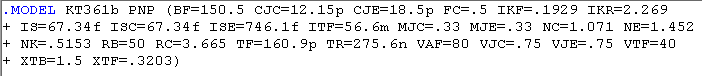 .MODEL KT361b PNP (BF=150.5 CJC=12.15p CJE=18.5p FC=.5 IKF=.1929 IKR=2.269
+ IS=67.34f ISC=67.34f ISE=746.1f ITF=56.6m MJC=.33 MJE=.33 NC=1.071 NE=1.452
+ NK=.5153 RB=50 RC=3.665 TF=160.9p TR=275.6n VAF=80 VJC=.75 VJE=.75 VTF=40
+ XTB=1.5 XTF=.3203)